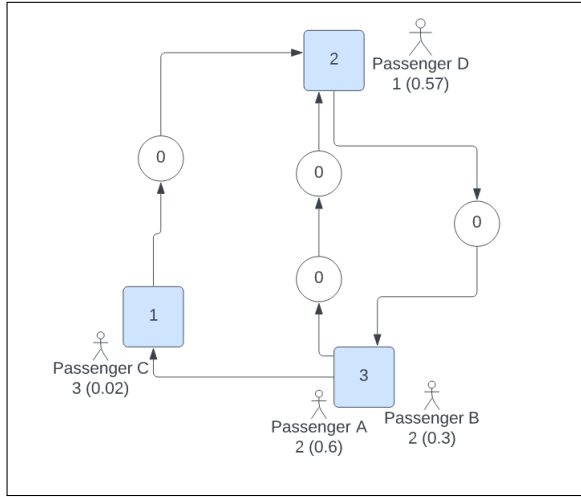 2
Passenger D
1 (0.57)
0
0
0
0
1
Passenger C
3 (0.02)
3
Passenger A
2 (0.6)
Passenger B
2 (0.3)